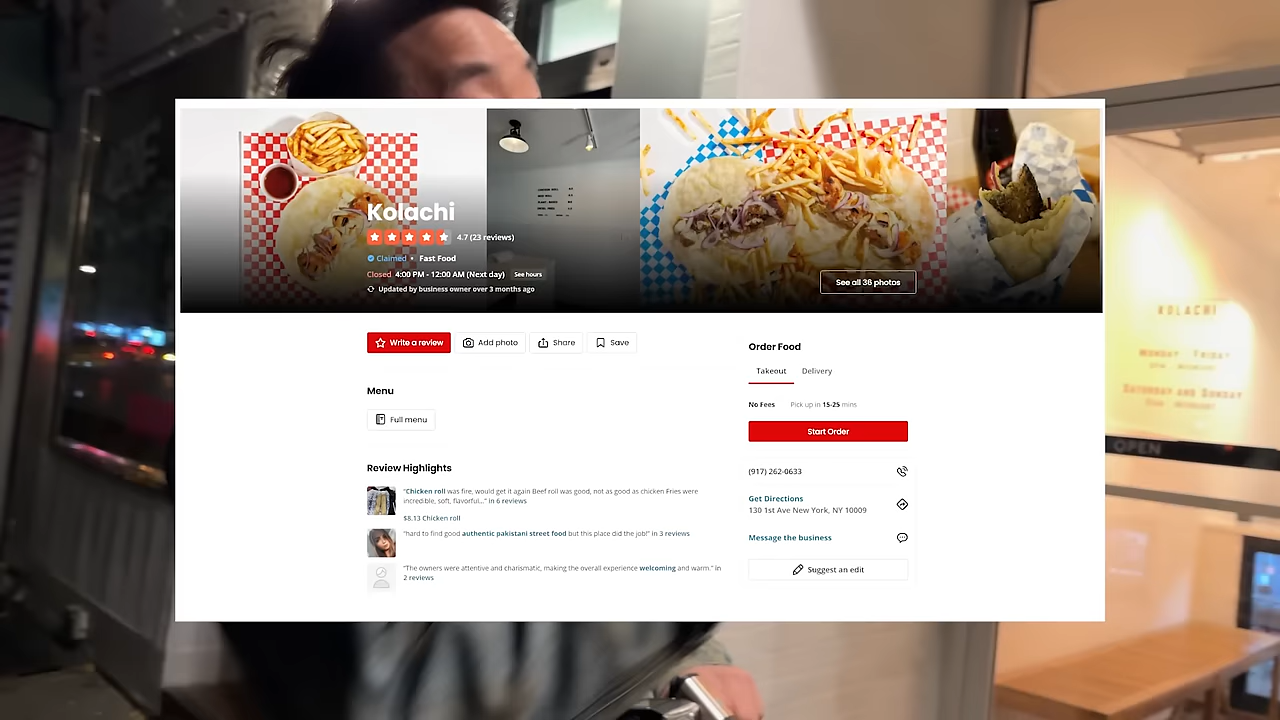 Kolachi
4.7 (23 reviews)
Claimed • Fast Food
Closed 4:00 PM - 12:00 AM (Next day) See hours
Updated by business owner over 3 months ago
See all 36 photos
Write a review
Add photo
Share
Save
Menu
Full menu
Review Highlights
"Chicken roll was fire, would get it again Beef roll was good, not as good as chicken Fries were
incredible, soft, flavorful…" in 6 reviews
$8.13 Chicken roll
"hard to find good authentic pakistani street food but this place did the job!" in 3 reviews
"The owners were attentive and charismatic, making the overall experience welcoming and warm." in
2 reviews
Order Food
Takeout Delivery
No Fees Pick up in 15-25 mins
Start Order
(917) 262-0633
Get Directions
130 1st Ave New York, NY 10009
Message the business
Suggest an edit
KOLACHI
MONDAY FRIDAY
SATURDAY AND SUNDAY
OPEN